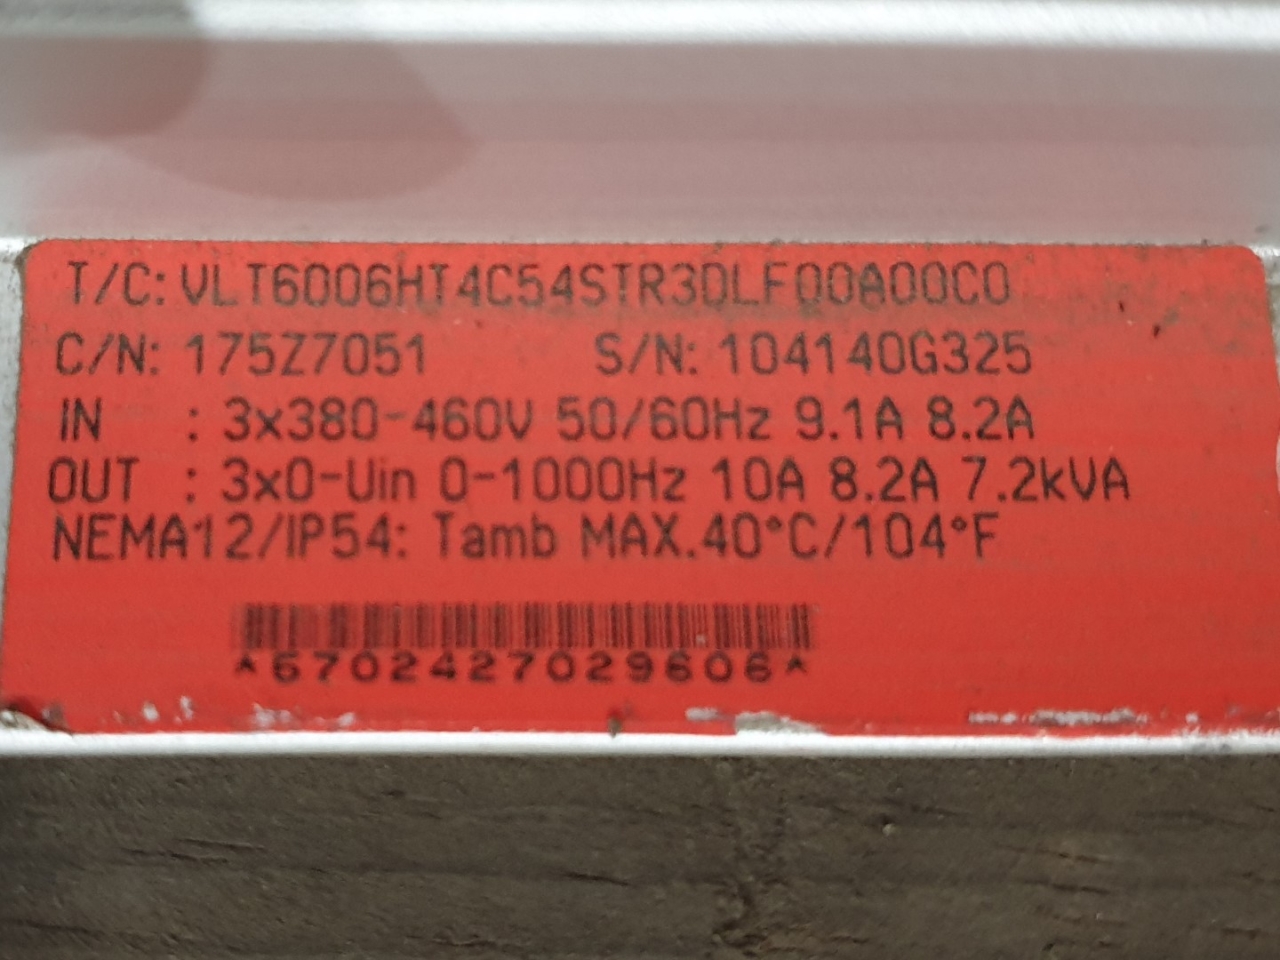 T/C: VLT6006HT4C54STR3DLF00A00C0
C/N: 175Z7051 S/N: 104140G325
IN : 3x380-460V 50/60Hz 9.1A 8.2A
OUT : 3x0-Uin 0-1000Hz 10A 8.2A 7.2kVA
NEMA12/IP54: Tamb MAX.40°C/104°F
*6702427029606*